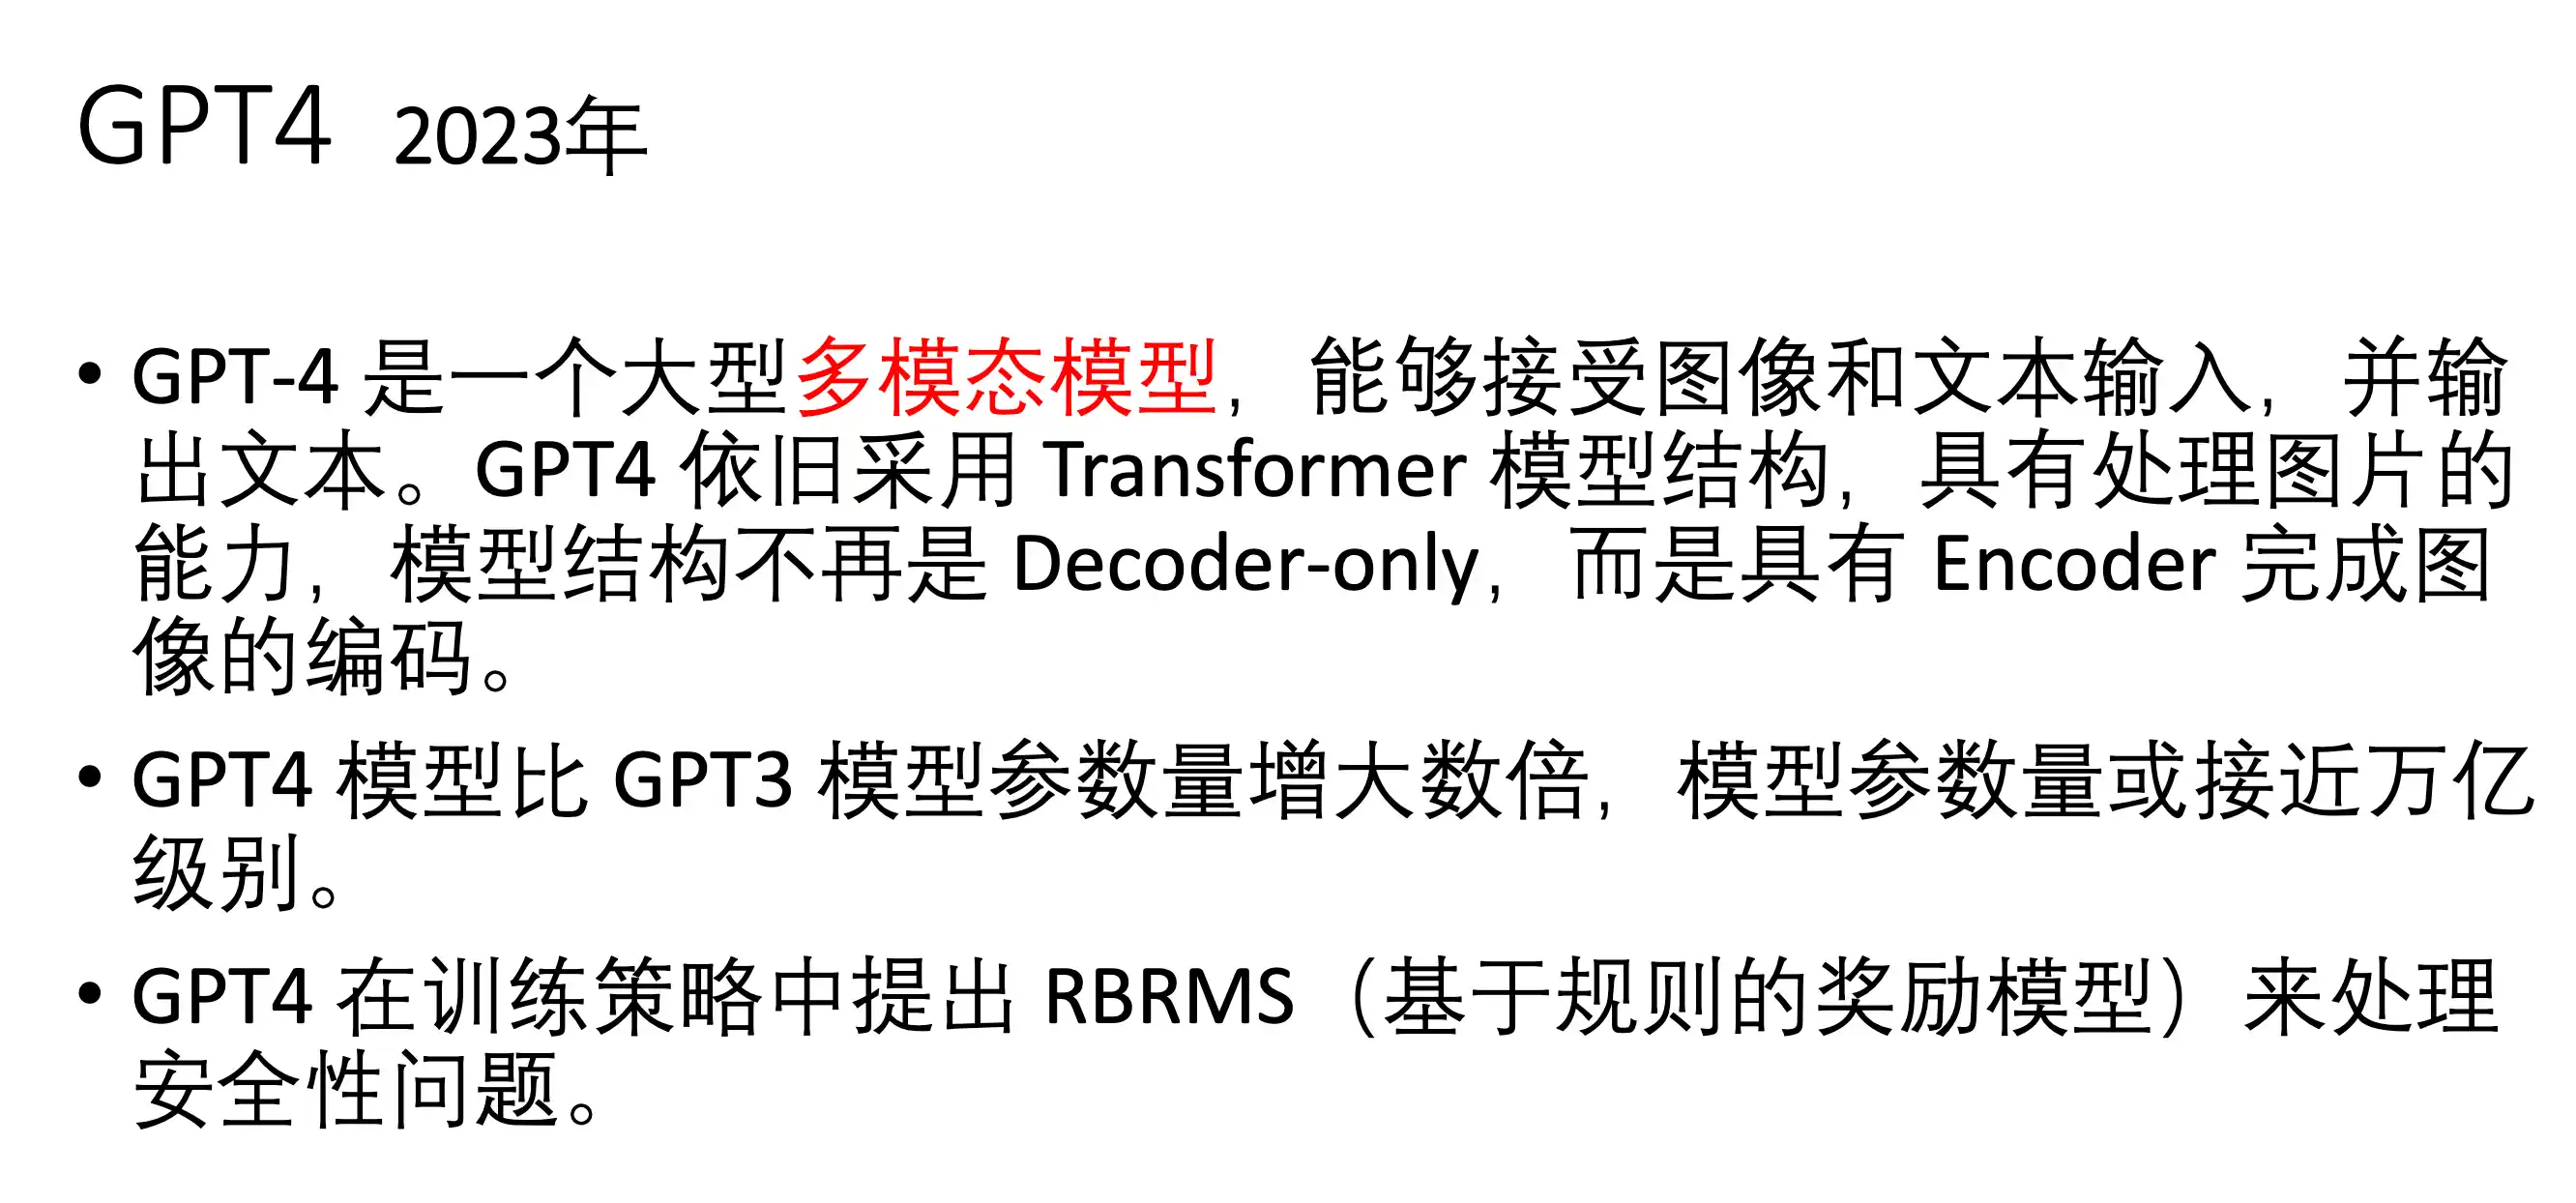 GPT4 2023年
• GPT-4 是一个大型多模态模型，能够接受图像和文本输入，并输
出文本。GPT4 依旧采用 Transformer 模型结构，具有处理图片的
能力，模型结构不再是 Decoder-only，而是具有 Encoder 完成图
像的编码。
• GPT4 模型比 GPT3 模型参数量增大数倍，模型参数量或接近万亿
级别。
• GPT4 在训练策略中提出 RBRMS（基于规则的奖励模型）来处理
安全性问题。